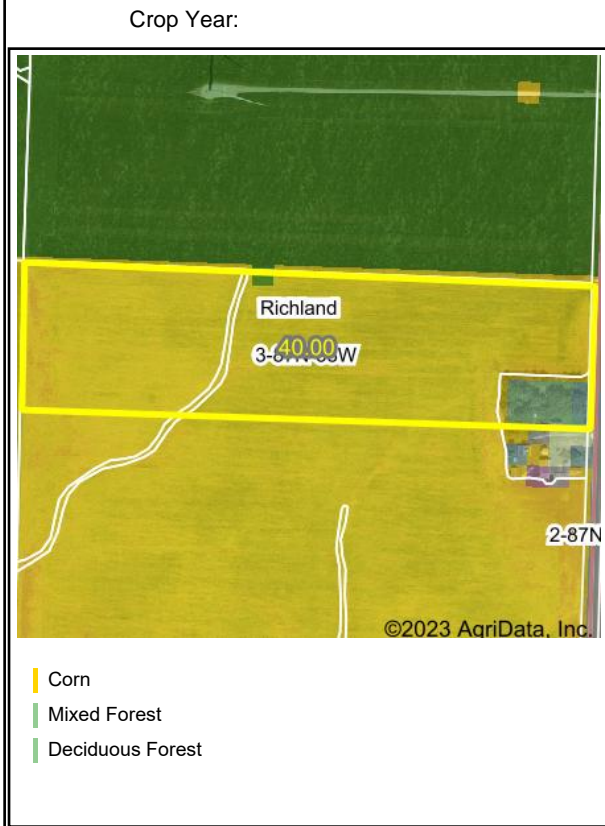 Crop Year:
Richland
40.00
2-87N
©2023 AgriData, Inc.
Corn
Mixed Forest
Deciduous Forest